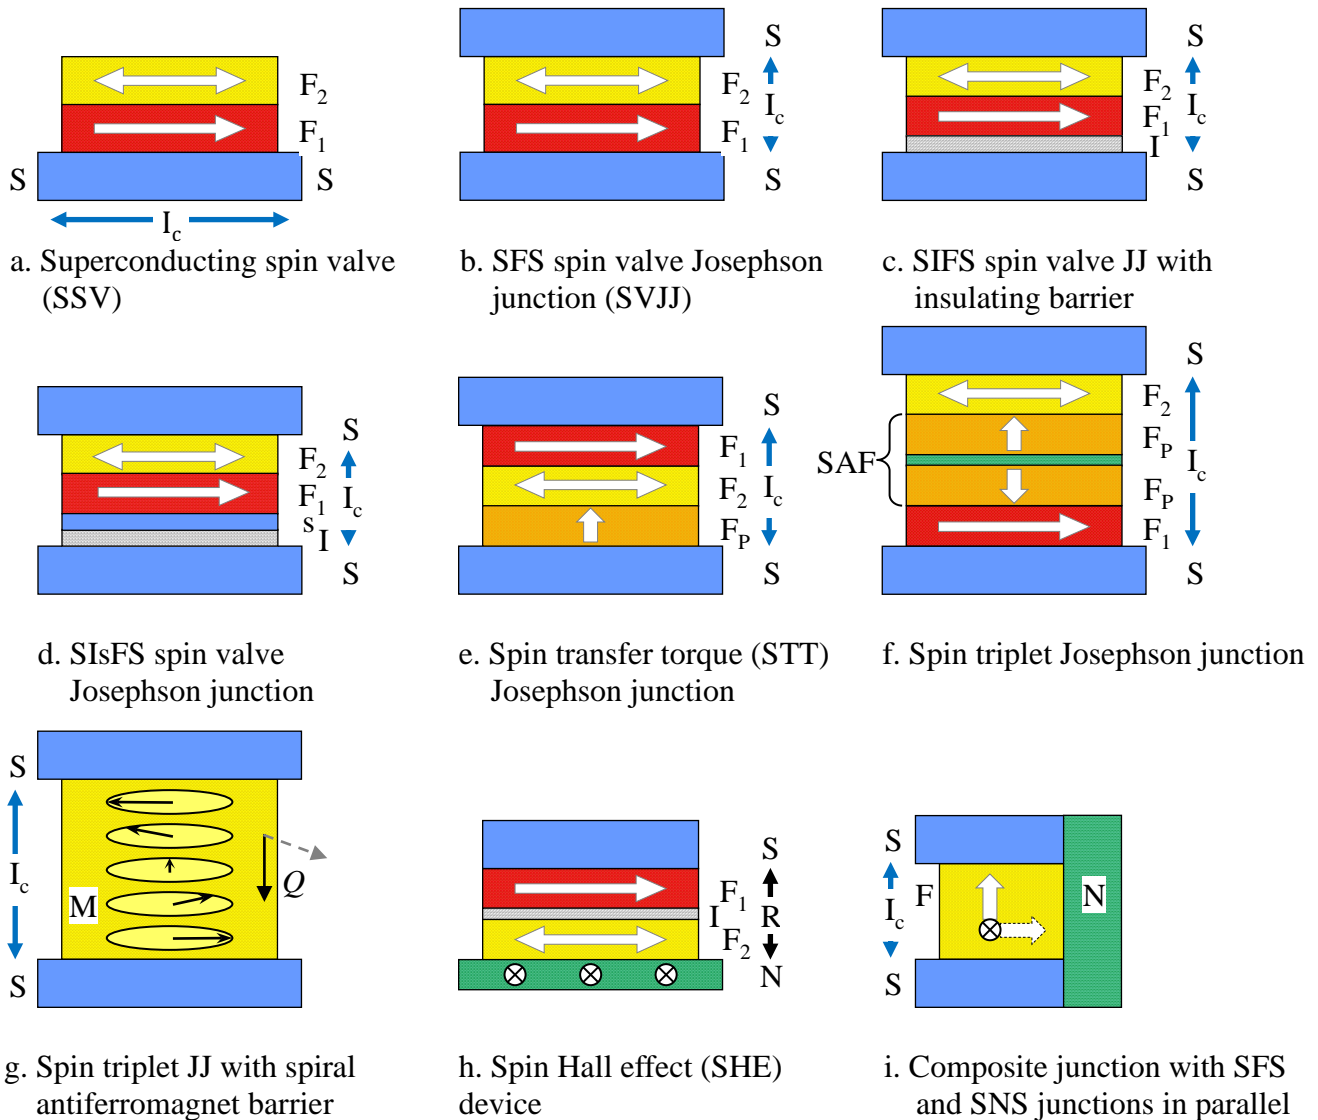 F2
F1
S S
Ic
a. Superconducting spin valve
(SSV)
S
F2
Ic
F1
S
b. SFS spin valve Josephson
junction (SVJJ)
S
F2
Ic
F1
I
S
c. SIFS spin valve JJ with
insulating barrier
S
F2
F1
Ic
s
I
S
d. SIsFS spin valve
Josephson junction
S
F1
F2
Ic
FP
S
e. Spin transfer torque (STT)
Josephson junction
S
F2
FP
SAF
Ic
FP
F1
S
f. Spin triplet Josephson junction
S
Ic
M
Q
S
g. Spin triplet JJ with spiral
antiferromagnet barrier
S
F1
I
R
F2
N
h. Spin Hall effect (SHE)
device
S
F
N
Ic
S
i. Composite junction with SFS
and SNS junctions in parallel